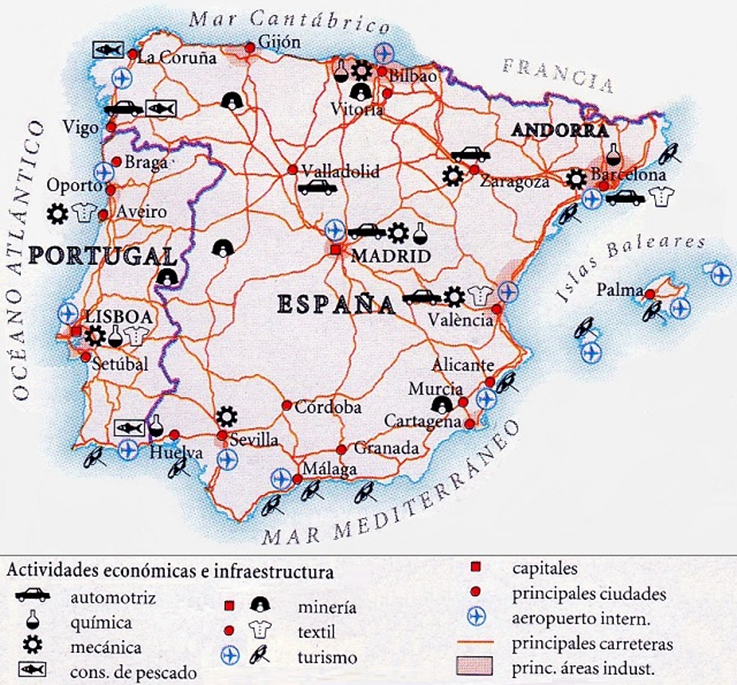 Mar Cantábrico
Gijón
La Coruña
Bilbao
FRANCIA
Vitoria
Vigo
ANDORRA
Braga
Valladolid
Zaragoza
Barcelona
Oporto
Aveiro
OCÉANO ATLÁNTICO
PORTUGAL
MADRID
Islas Baleares
ESPAÑA
Palma
LISBOA
València
Setúbal
Alicante
Murcia
Córdoba
Cartagena
Sevilla
Huelva
Granada
Málaga
MAR MEDITERRÁNEO
Actividades económicas e infraestructura
automotriz
química
mecánica
cons. de pescado
minería
textil
turismo
capitales
principales ciudades
aeropuerto intern.
principales carreteras
princ. áreas indust.